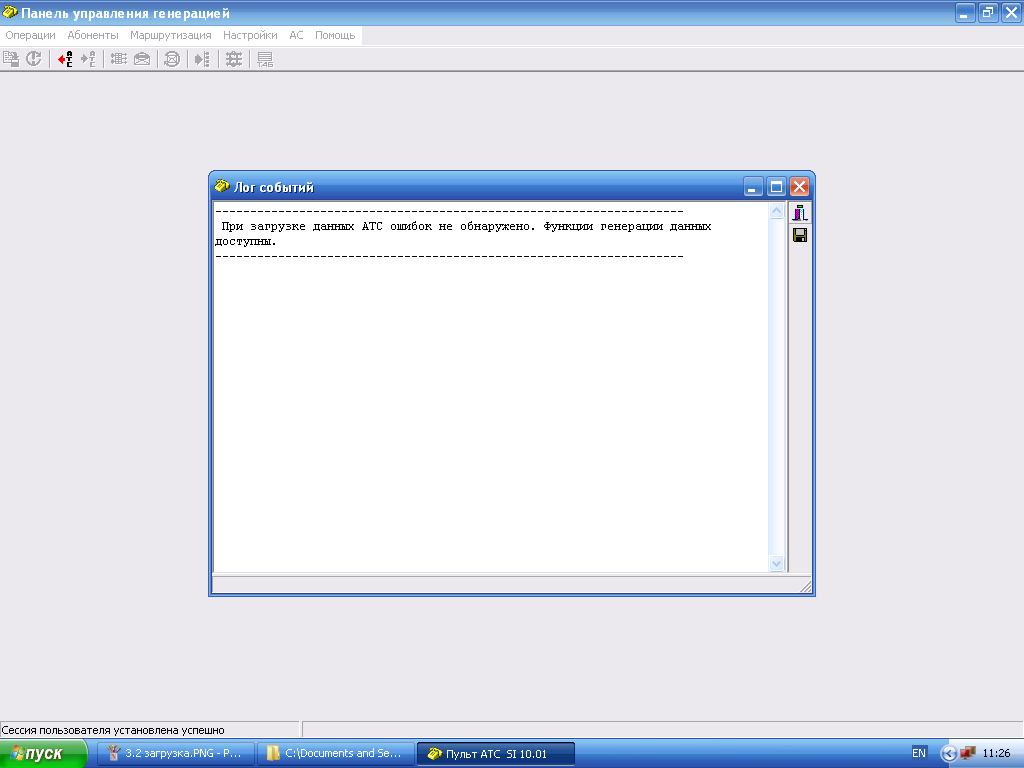 Панель управления генерацией
Операции Абоненты Маршрутизация Настройки АС Помощь
А Т С А Т С ТАБ
Лог событий
-------------------------------------------------------------------
При загрузке данных АТС ошибок не обнаружено. Функции генерации данных
доступны.
-------------------------------------------------------------------
Сессия пользователя установлена успешно
пуск 3.2 загрузка.PNG - P... C:\Documents and Se... Пульт АТС SI 10.01 EN 11:26